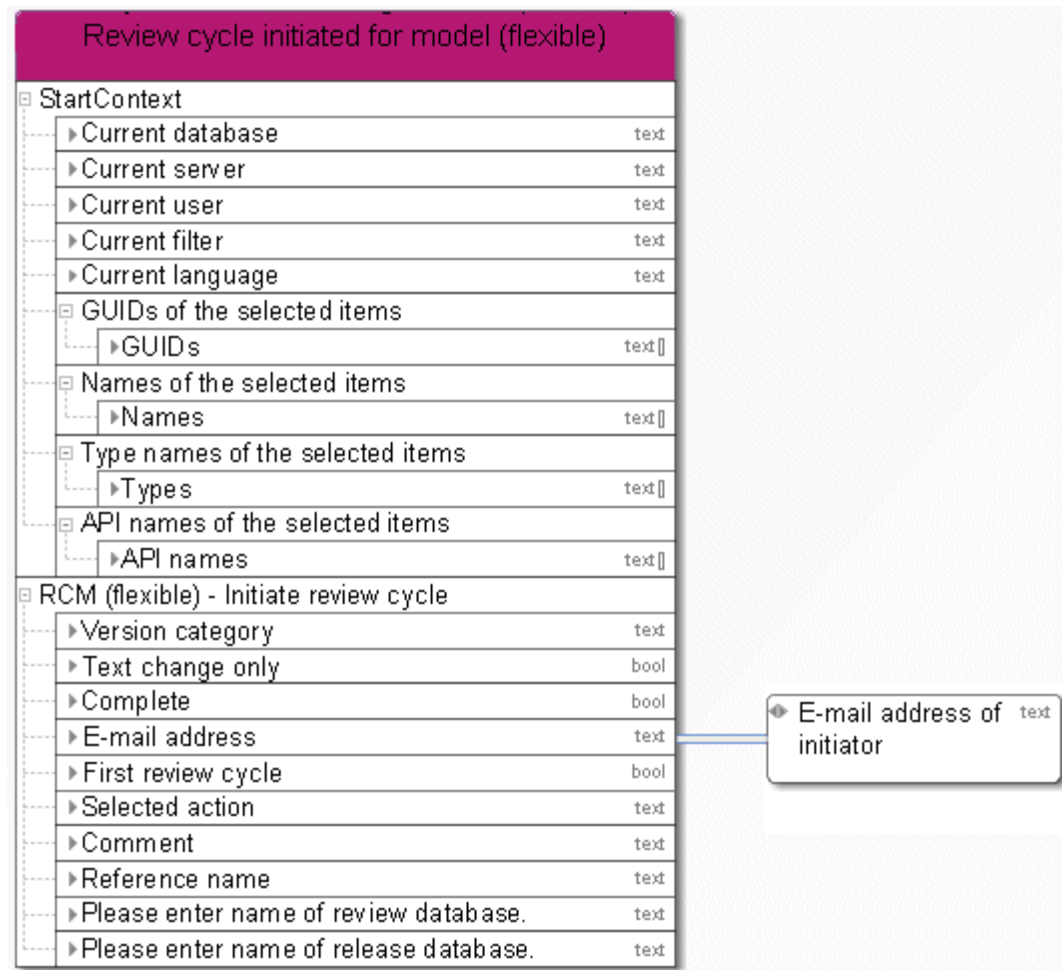 Review cycle initiated for model (flexible)
StartContext
Current database text
Current server text
Current user text
Current filter text
Current language text
GUIDs of the selected items
GUIDs text[]
Names of the selected items
Names text[]
Type names of the selected items
Types text[]
API names of the selected items
API names text[]
RCM (flexible) - Initiate review cycle
Version category text
Text change only bool
Complete bool
E-mail address text
First review cycle bool
Selected action text
Comment text
Reference name text
Please enter name of review database. text
Please enter name of release database. text
E-mail address of text
initiator